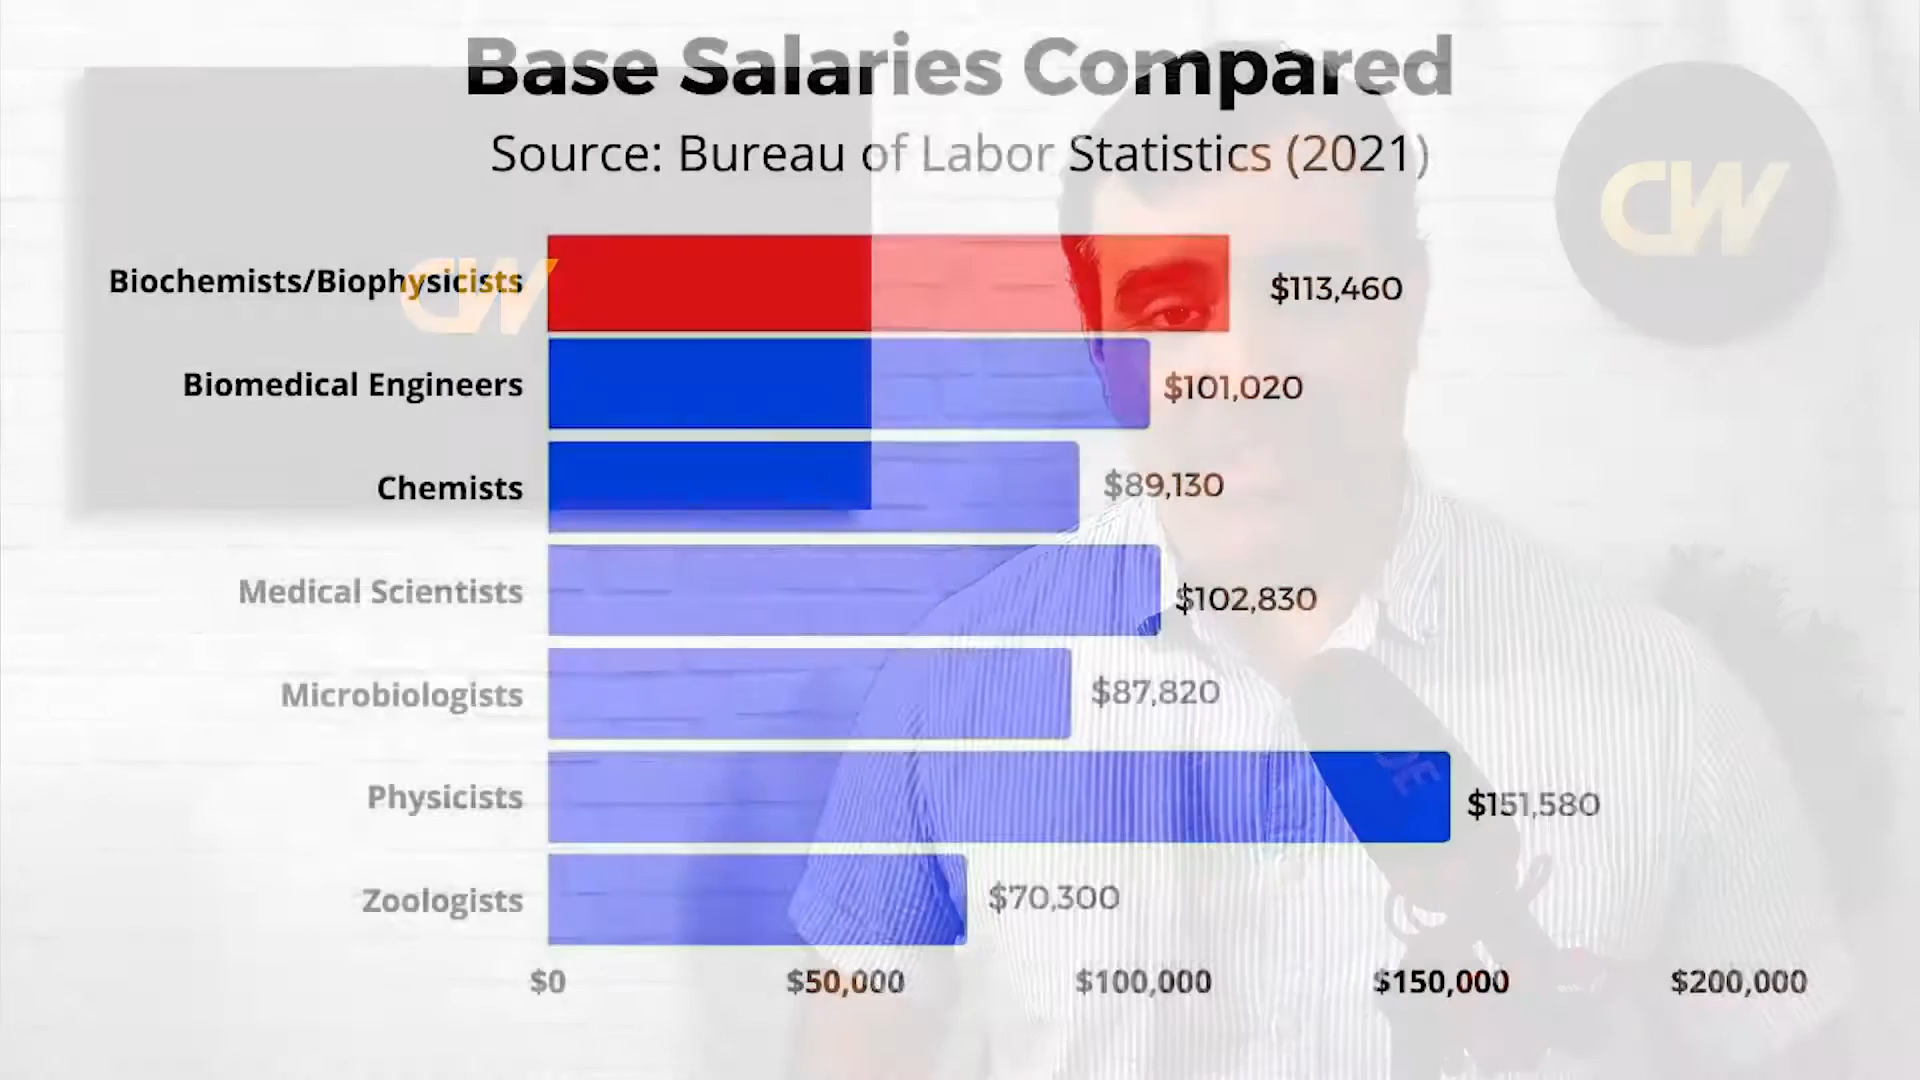 Base Salaries Compared
Source: Bureau of Labor Statistics (2021)
CW
Biochemists/Biophysicists
CW
$113,460
Biomedical Engineers
$101,020
Chemists
$89,130
Medical Scientists
$102,830
Microbiologists
$87,820
Physicists
$151,580
Zoologists
$70,300
$0 $50,000 $100,000 $150,000 $200,000